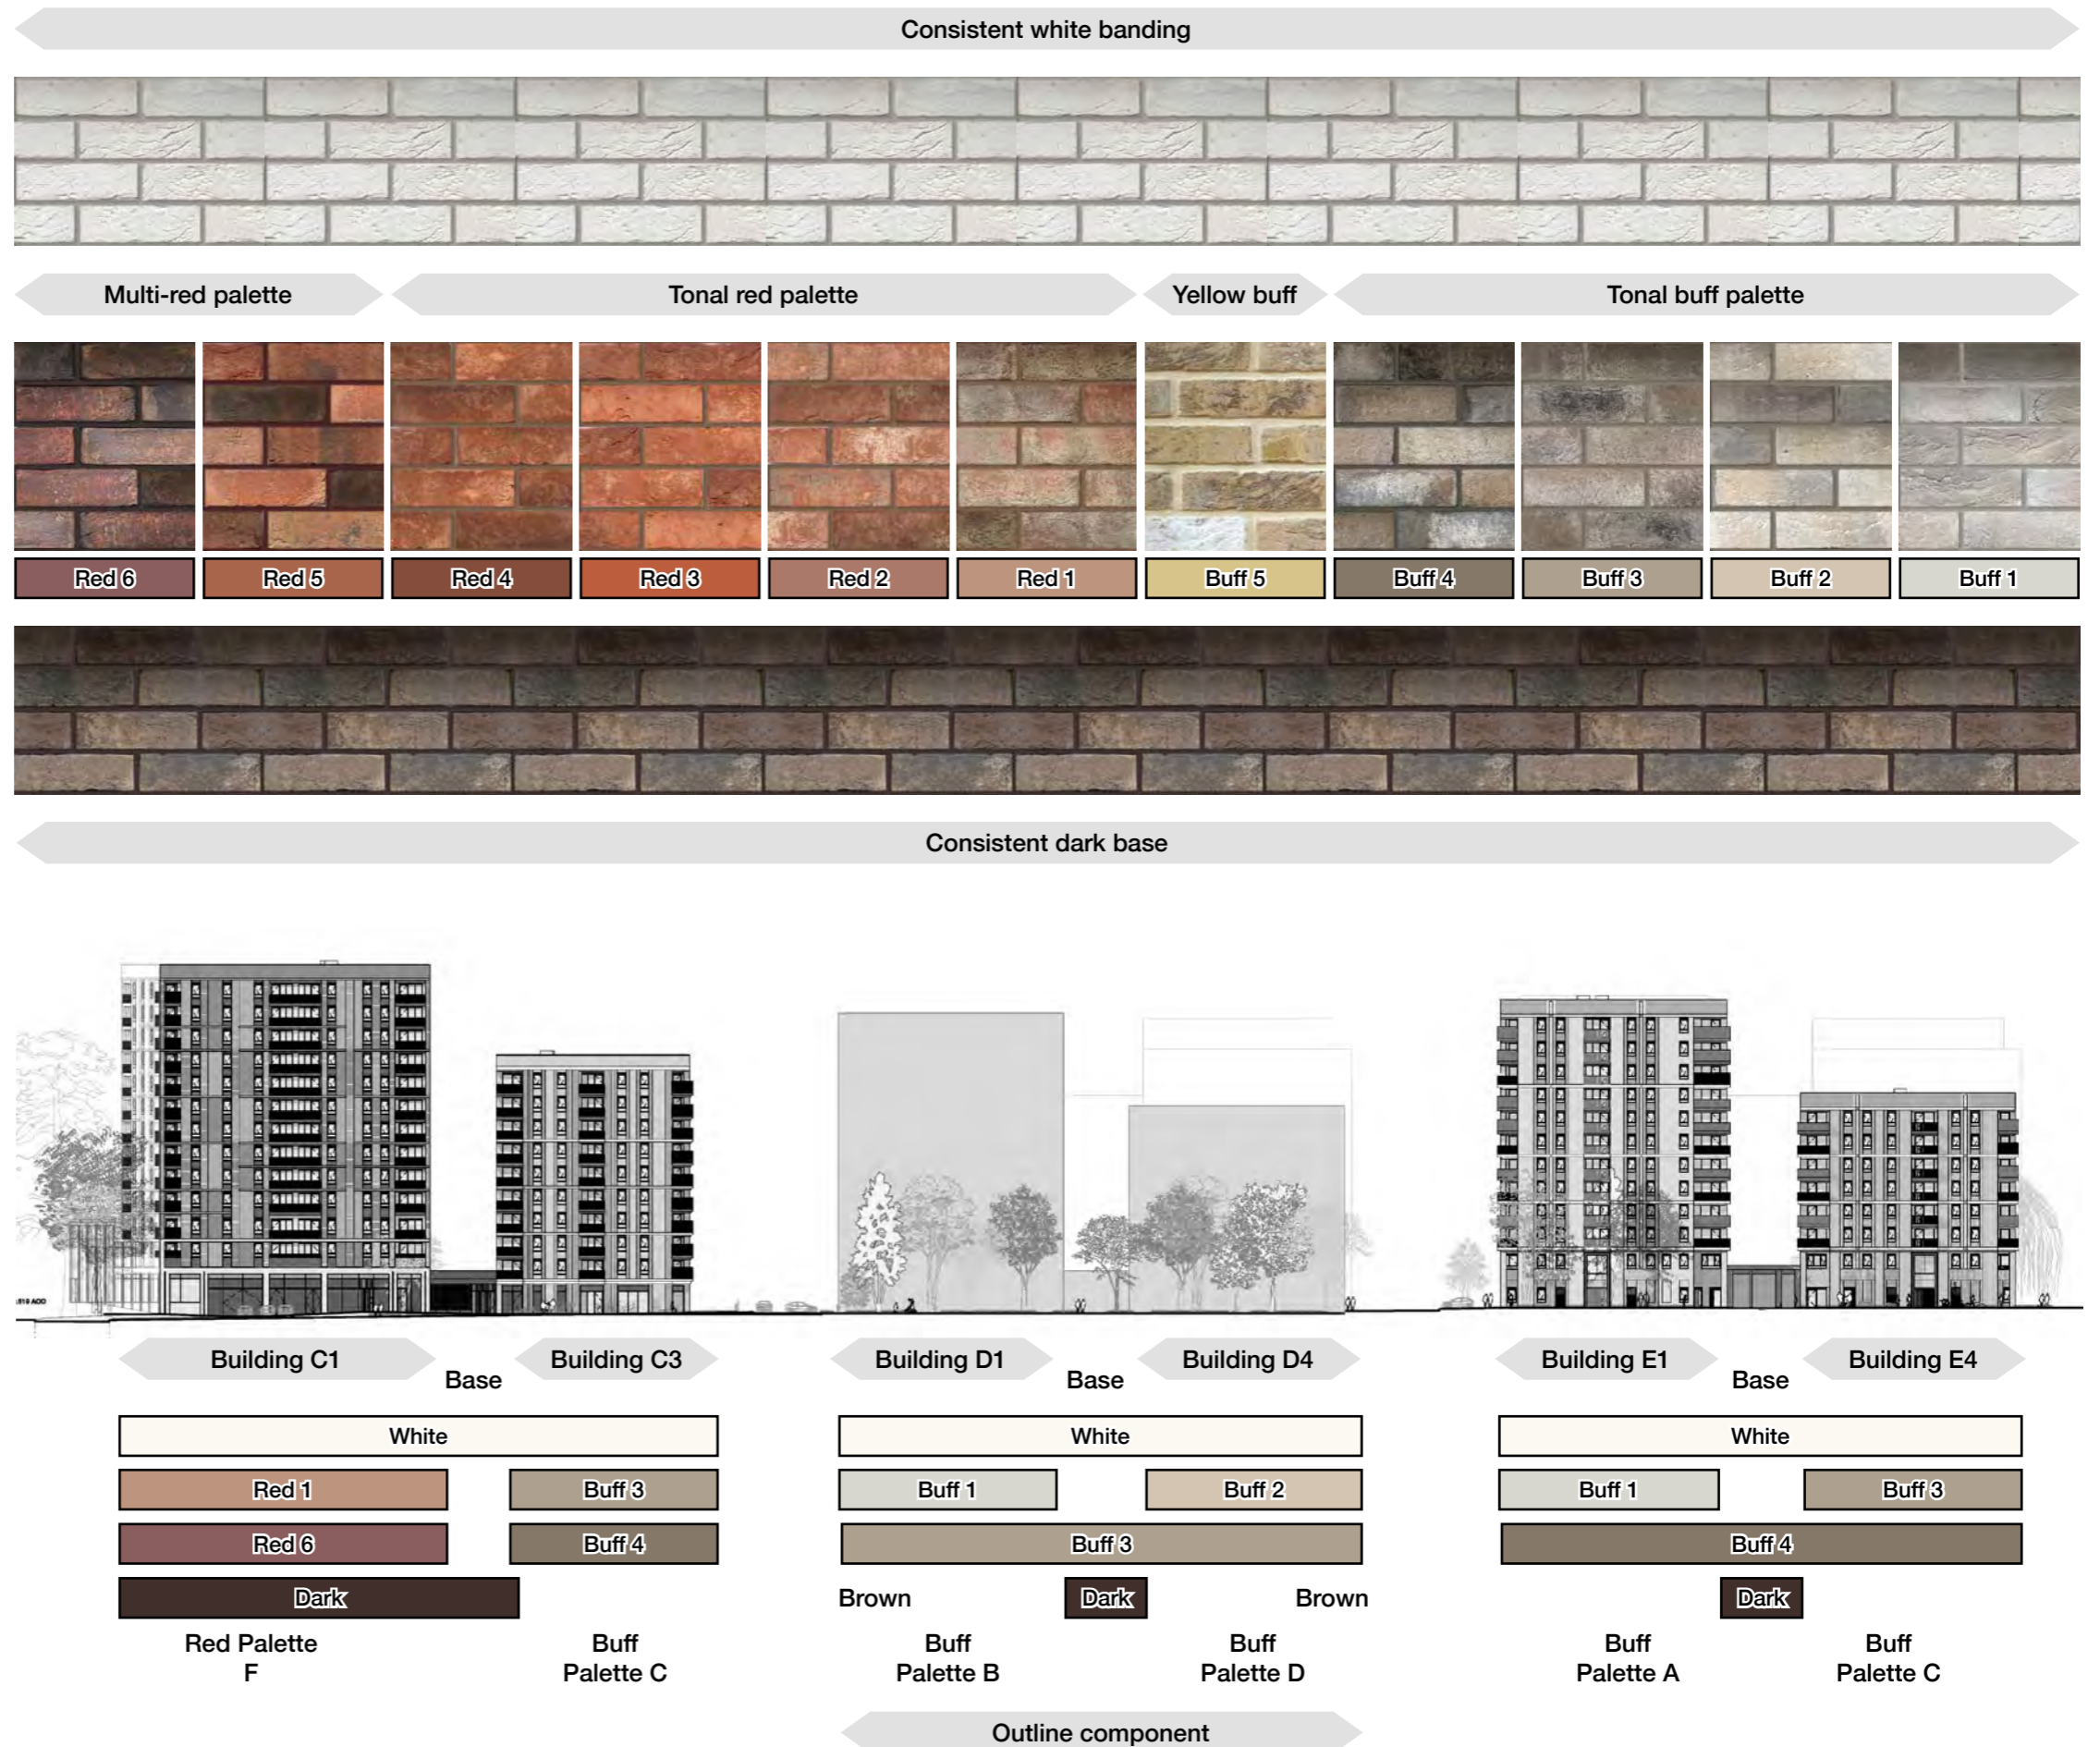 Consistent white banding
Multi-red palette
Tonal red palette
Yellow buff
Tonal buff palette
Red 6
Red 5
Red 4
Red 3
Red 2
Red 1
Buff 5
Buff 4
Buff 3
Buff 2
Buff 1
Consistent dark base
Building C1
Base
Building C3
Building D1
Base
Building D4
Building E1
Base
Building E4
White
White
White
Red 1
Buff 3
Buff 1
Buff 2
Buff 1
Buff 3
Red 6
Buff 4
Buff 3
Buff 4
Dark
Brown
Dark
Brown
Dark
Red Palette
F
Buff
Palette C
Buff
Palette B
Buff
Palette D
Buff
Palette A
Buff
Palette C
Outline component